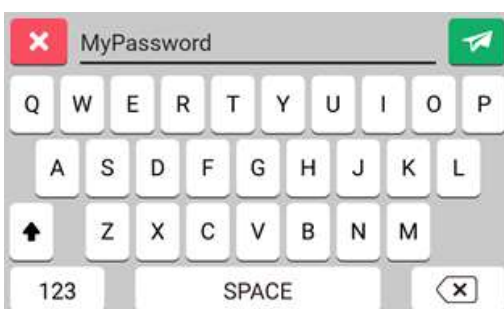 MyPassword
Q W E R T Y U I O P
A S D F G H J K L
Z X C V B N M
123 SPACE